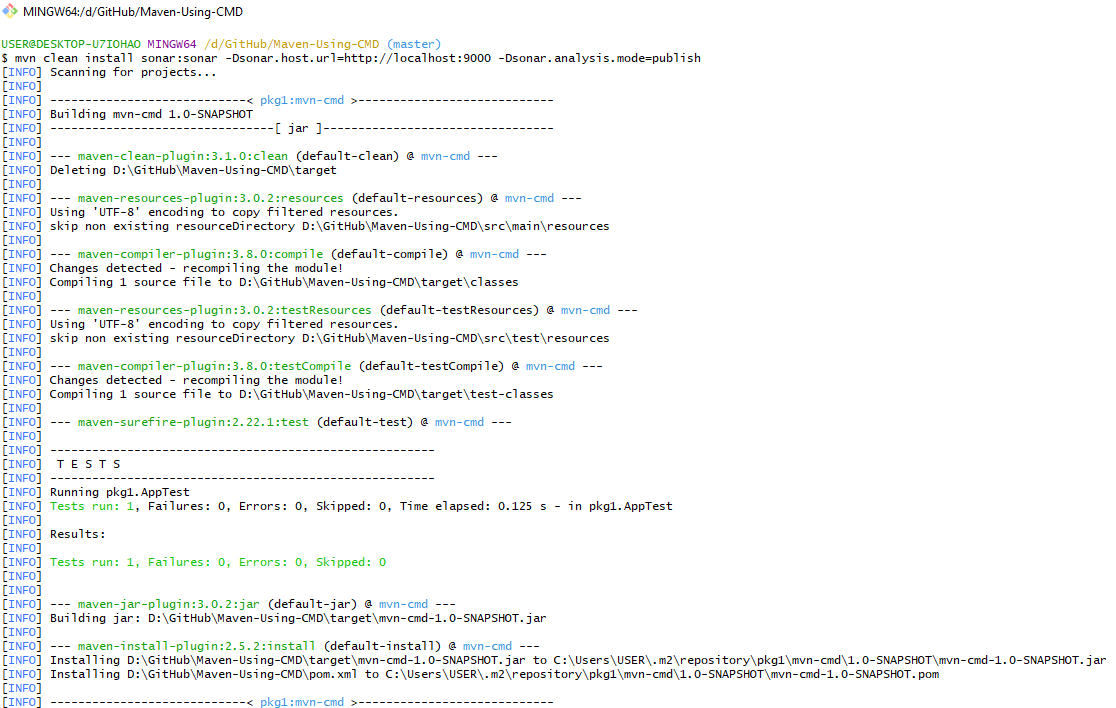 MINGW64:/d/GitHub/Maven-Using-CMD
USER@DESKTOP-U7IOHAO MINGW64 /d/GitHub/Maven-Using-CMD (master)
$ mvn clean install sonar:sonar -Dsonar.host.url=http://localhost:9000 -Dsonar.analysis.mode=publish
[INFO] Scanning for projects...
[INFO]
[INFO] ----------------------------< pkg1:mvn-cmd >----------------------------
[INFO] Building mvn-cmd 1.0-SNAPSHOT
[INFO] --------------------------------[ jar ]---------------------------------
[INFO]
[INFO] --- maven-clean-plugin:3.1.0:clean (default-clean) @ mvn-cmd ---
[INFO] Deleting D:\GitHub\Maven-Using-CMD\target
[INFO]
[INFO] --- maven-resources-plugin:3.0.2:resources (default-resources) @ mvn-cmd ---
[INFO] Using 'UTF-8' encoding to copy filtered resources.
[INFO] skip non existing resourceDirectory D:\GitHub\Maven-Using-CMD\src\main\resources
[INFO]
[INFO] --- maven-compiler-plugin:3.8.0:compile (default-compile) @ mvn-cmd ---
[INFO] Changes detected - recompiling the module!
[INFO] Compiling 1 source file to D:\GitHub\Maven-Using-CMD\target\classes
[INFO]
[INFO] --- maven-resources-plugin:3.0.2:testResources (default-testResources) @ mvn-cmd ---
[INFO] Using 'UTF-8' encoding to copy filtered resources.
[INFO] skip non existing resourceDirectory D:\GitHub\Maven-Using-CMD\src\test\resources
[INFO]
[INFO] --- maven-compiler-plugin:3.8.0:testCompile (default-testCompile) @ mvn-cmd ---
[INFO] Changes detected - recompiling the module!
[INFO] Compiling 1 source file to D:\GitHub\Maven-Using-CMD\target\test-classes
[INFO]
[INFO] --- maven-surefire-plugin:2.22.1:test (default-test) @ mvn-cmd ---
[INFO]
[INFO] -------------------------------------------------------
[INFO]  T E S T S
[INFO] -------------------------------------------------------
[INFO] Running pkg1.AppTest
[INFO] Tests run: 1, Failures: 0, Errors: 0, Skipped: 0, Time elapsed: 0.125 s - in pkg1.AppTest
[INFO]
[INFO] Results:
[INFO]
[INFO] Tests run: 1, Failures: 0, Errors: 0, Skipped: 0
[INFO]
[INFO]
[INFO] --- maven-jar-plugin:3.0.2:jar (default-jar) @ mvn-cmd ---
[INFO] Building jar: D:\GitHub\Maven-Using-CMD\target\mvn-cmd-1.0-SNAPSHOT.jar
[INFO]
[INFO] --- maven-install-plugin:2.5.2:install (default-install) @ mvn-cmd ---
[INFO] Installing D:\GitHub\Maven-Using-CMD\target\mvn-cmd-1.0-SNAPSHOT.jar to C:\Users\USER\.m2\repository\pkg1\mvn-cmd\1.0-SNAPSHOT\mvn-cmd-1.0-SNAPSHOT.jar
[INFO] Installing D:\GitHub\Maven-Using-CMD\pom.xml to C:\Users\USER\.m2\repository\pkg1\mvn-cmd\1.0-SNAPSHOT\mvn-cmd-1.0-SNAPSHOT.pom
[INFO]
[INFO] ----------------------------< pkg1:mvn-cmd >----------------------------